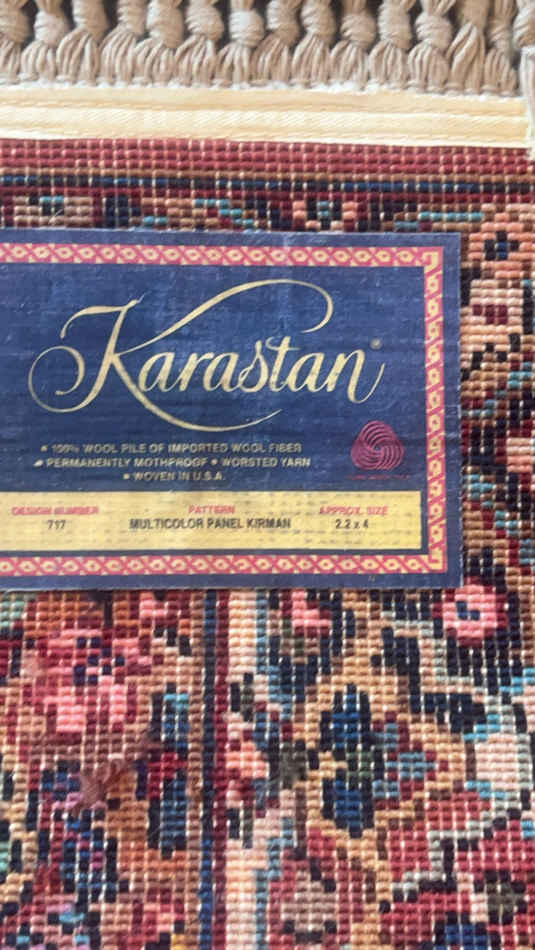 Karastan®
• 100% WOOL PILE OF IMPORTED WOOL FIBER
• PERMANENTLY MOTHPROOF • WORSTED YARN
• WOVEN IN U.S.A.
DESIGN NUMBER PATTERN APPROX. SIZE
717 MULTICOLOR PANEL KIRMAN 2.2 x 4